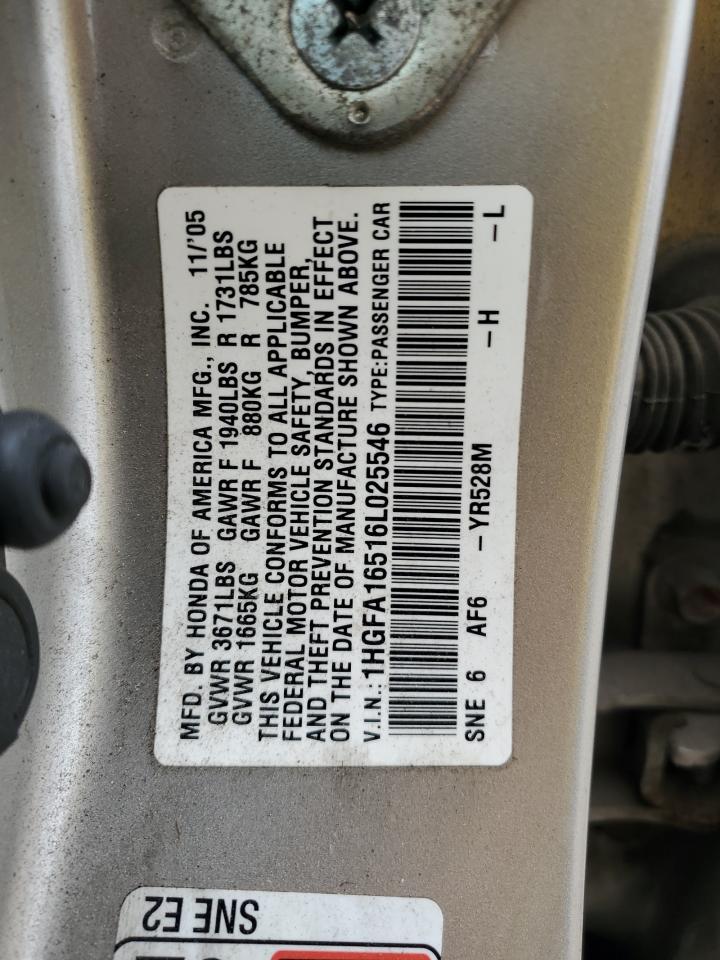 MFD. BY HONDA OF AMERICA MFG., INC. 11/'05
GVWR 3671LBS GAWR F 1940LBS R 1731LBS
GVWR 1665KG GAWR F 880KG R 785KG
THIS VEHICLE CONFORMS TO ALL APPLICABLE
FEDERAL MOTOR VEHICLE SAFETY, BUMPER,
AND THEFT PREVENTION STANDARDS IN EFFECT
ON THE DATE OF MANUFACTURE SHOWN ABOVE.
V.I.N.: 1HGFA16516L025546 TYPE:PASSENGER CAR
SNE 6 AF6 -YR528M -H -L
SNE E2